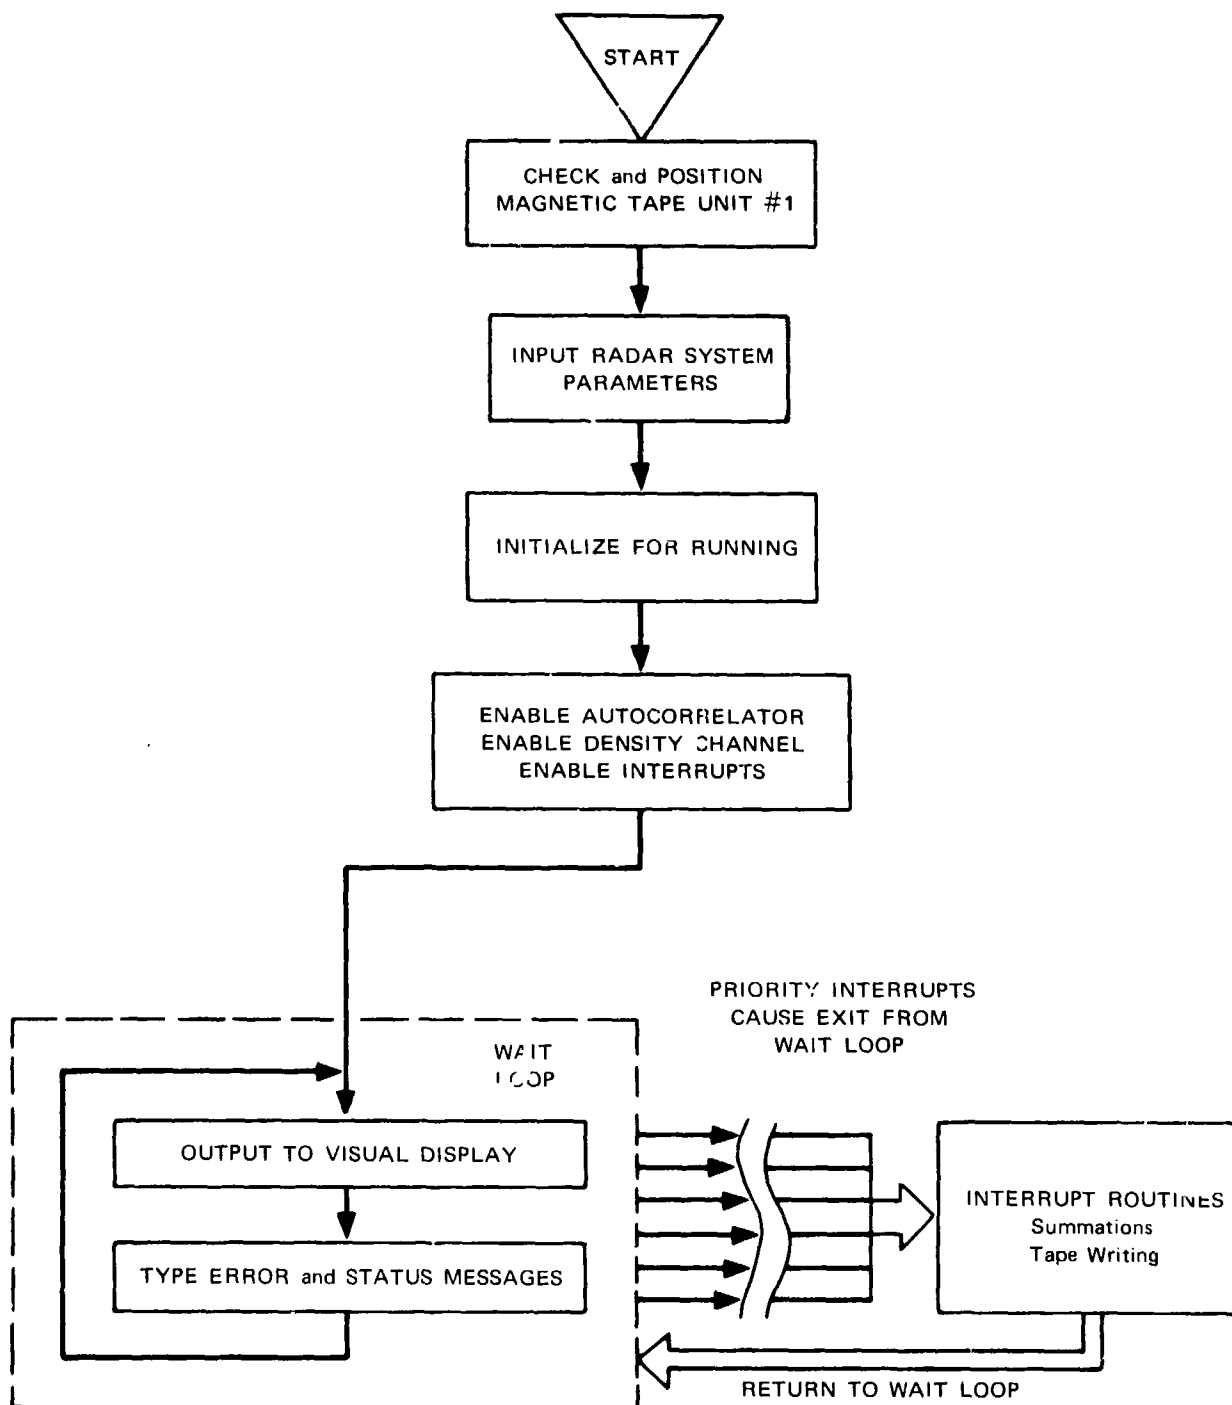 START
CHECK and POSITION
MAGNETIC TAPE UNIT #1
INPUT RADAR SYSTEM
PARAMETERS
INITIALIZE FOR RUNNING
ENABLE AUTOCORRELATOR
ENABLE DENSITY CHANNEL
ENABLE INTERRUPTS
PRIORITY INTERRUPTS
CAUSE EXIT FROM
WAIT LOOP
WAIT
LOOP
OUTPUT TO VISUAL DISPLAY
TYPE ERROR and STATUS MESSAGES
INTERRUPT ROUTINES
Summations
Tape Writing
RETURN TO WAIT LOOP